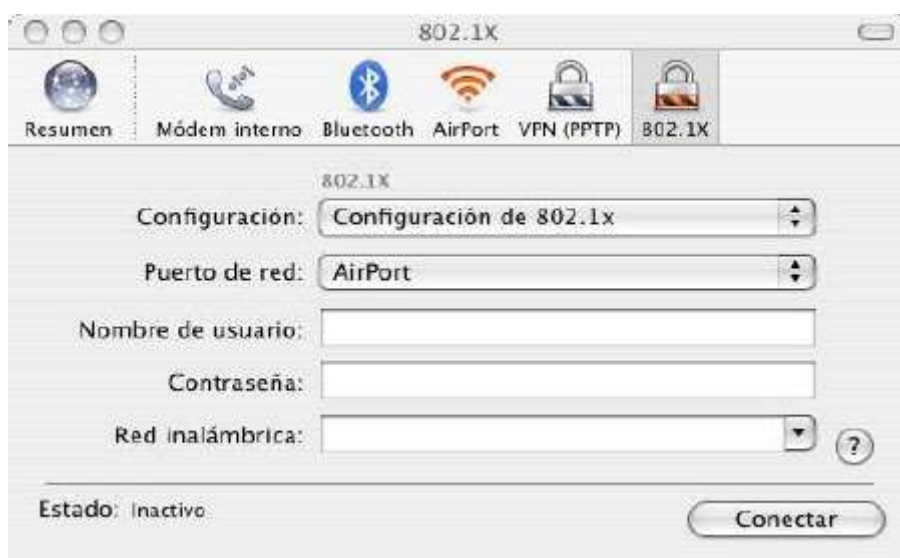 802.1X
Resumen
Módem interno
Bluetooth
AirPort
VPN (PPTP)
802.1X
802.1X
Configuración: Configuración de 802.1x
Puerto de red: AirPort
Nombre de usuario:
Contraseña:
Red inalámbrica:
?
Estado: Inactivo
Conectar